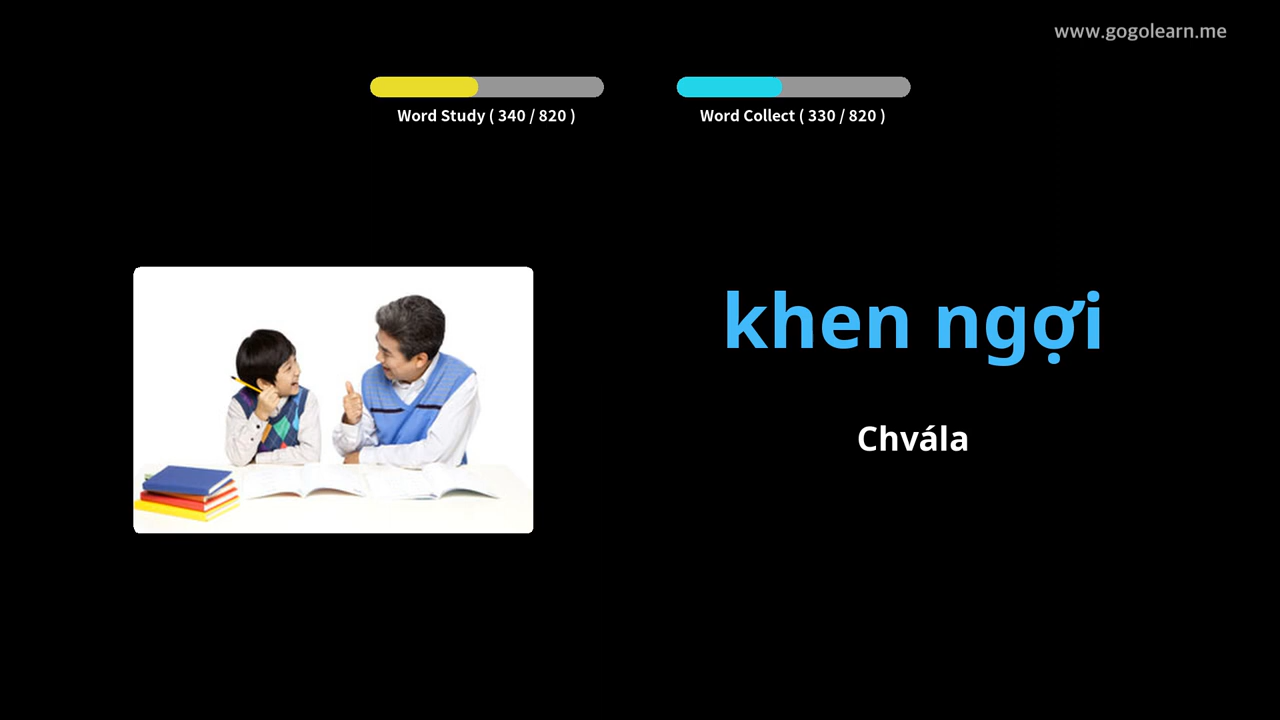 www.gogolearn.me
Word Study ( 340 / 820 )
Word Collect ( 330 / 820 )
khen ngợi
Chvála